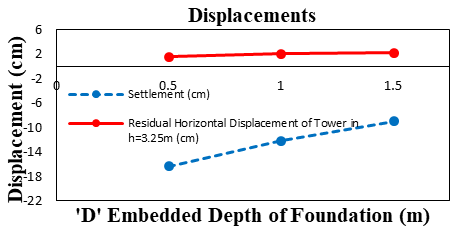 Displacements
6
2
-2
-6
-10
-14
-18
-22
0
0.5
1
1.5
Settlement (cm)
Residual Horizontal Displacement of Tower in
h=3.25m (cm)
Displacement (cm)
'D' Embedded Depth of Foundation (m)